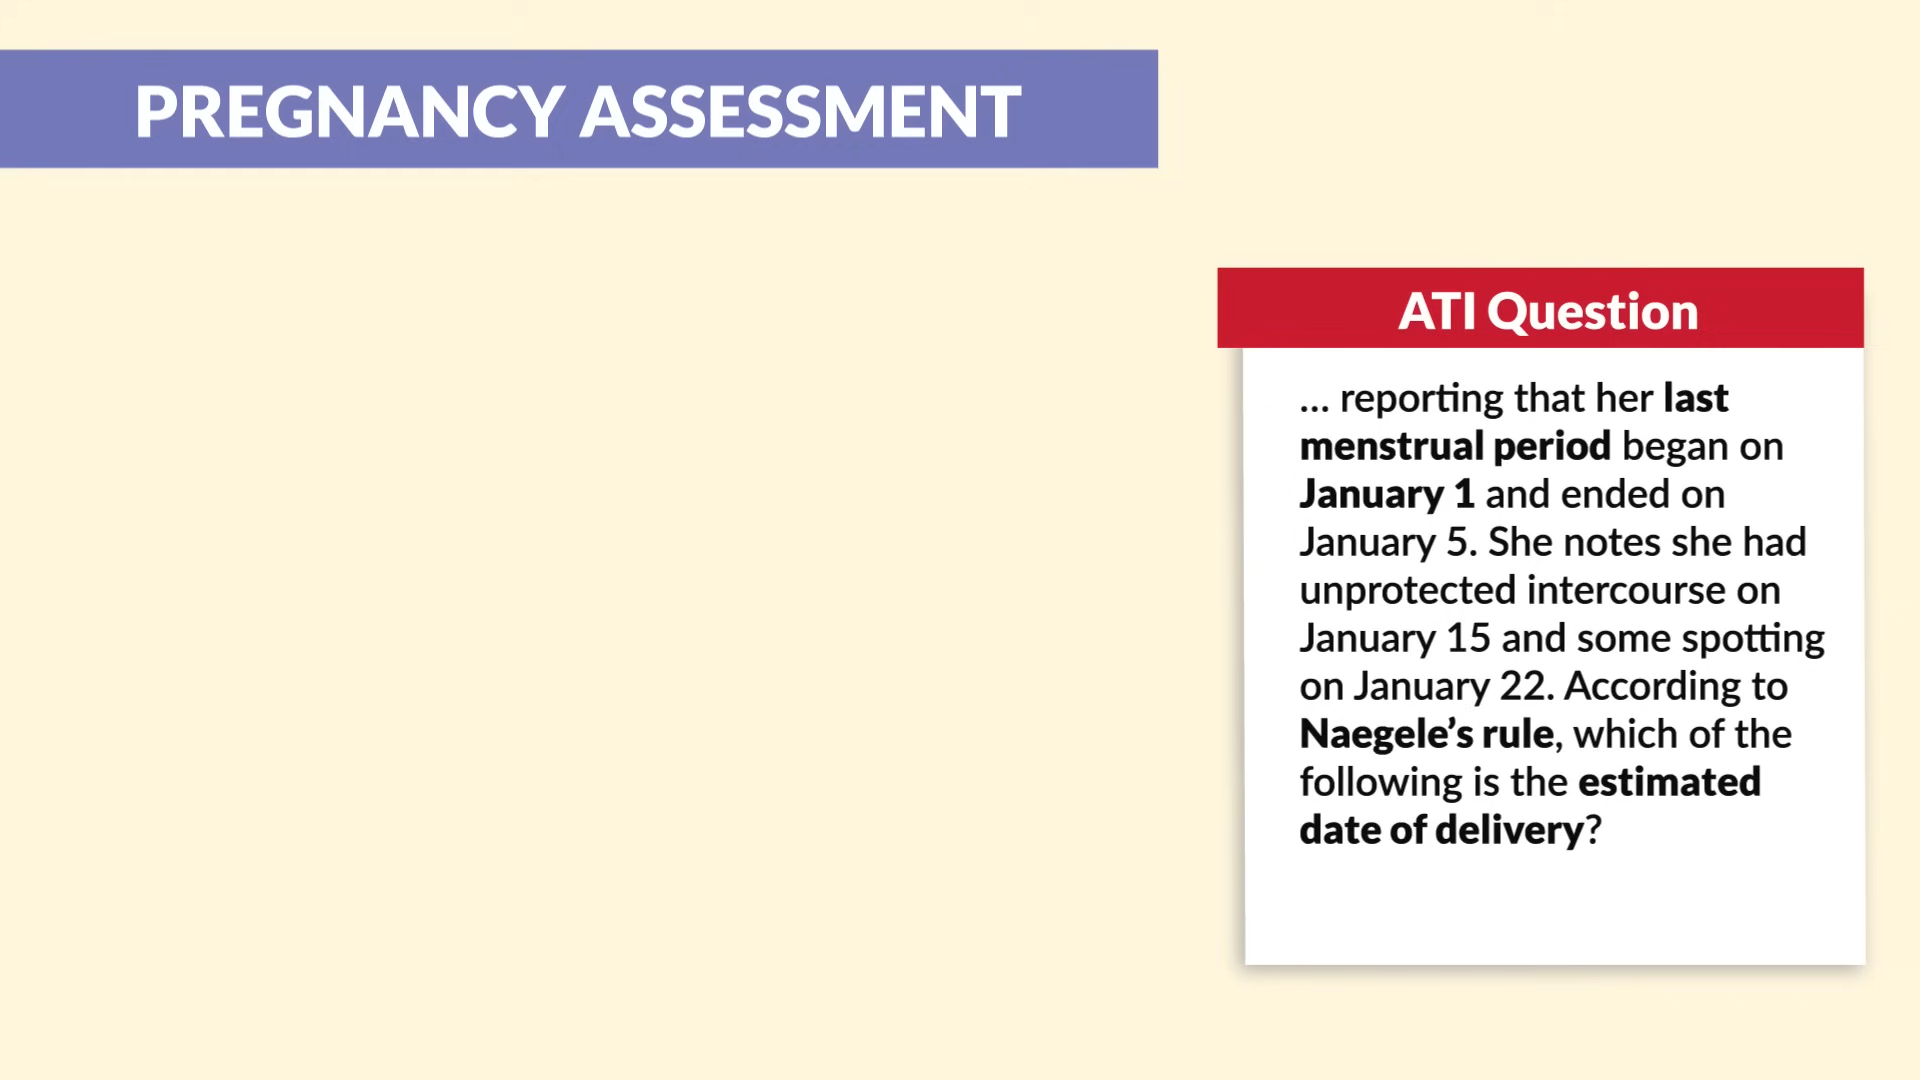 PREGNANCY ASSESSMENT
ATI Question
... reporting that her last
menstrual period began on
January 1 and ended on
January 5. She notes she had
unprotected intercourse on
January 15 and some spotting
on January 22. According to
Naegele’s rule, which of the
following is the estimated
date of delivery?